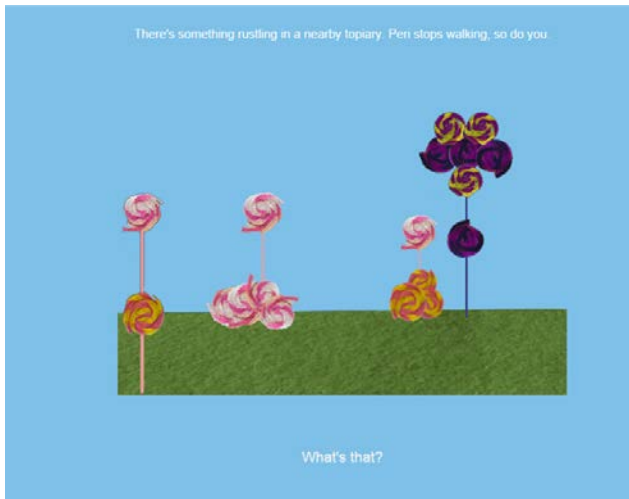 There's something rustling in a nearby topiary. Pen stops walking, so do you.
What's that?